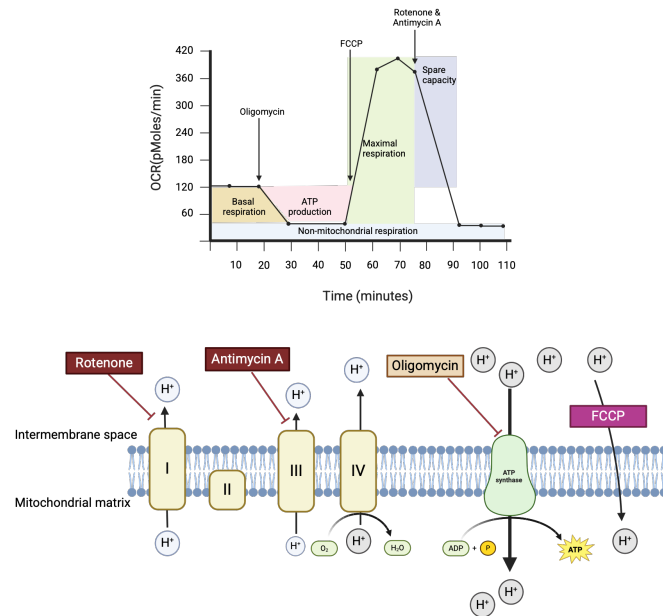 Rotenone &
Antimycin A
FCCP
420
360
300
240
180
120
60
OCR(pMoles/min)
Oligomycin
Spare
capacity
Maximal
respiration
Basal
respiration
ATP
production
Non-mitochondrial respiration
10 20 30 40 50 60 70 80 90 100 110
Time (minutes)
Rotenone
Antimycin A
Oligomycin
FCCP
H⁺ H⁺ H⁺ H⁺ H⁺ H⁺ H⁺
Intermembrane space
I
II
III
IV
ATP
synthase
Mitochondrial matrix
H⁺ H⁺ H⁺ H⁺
O₂
H₂O
ADP + P
ATP
H⁺ H⁺